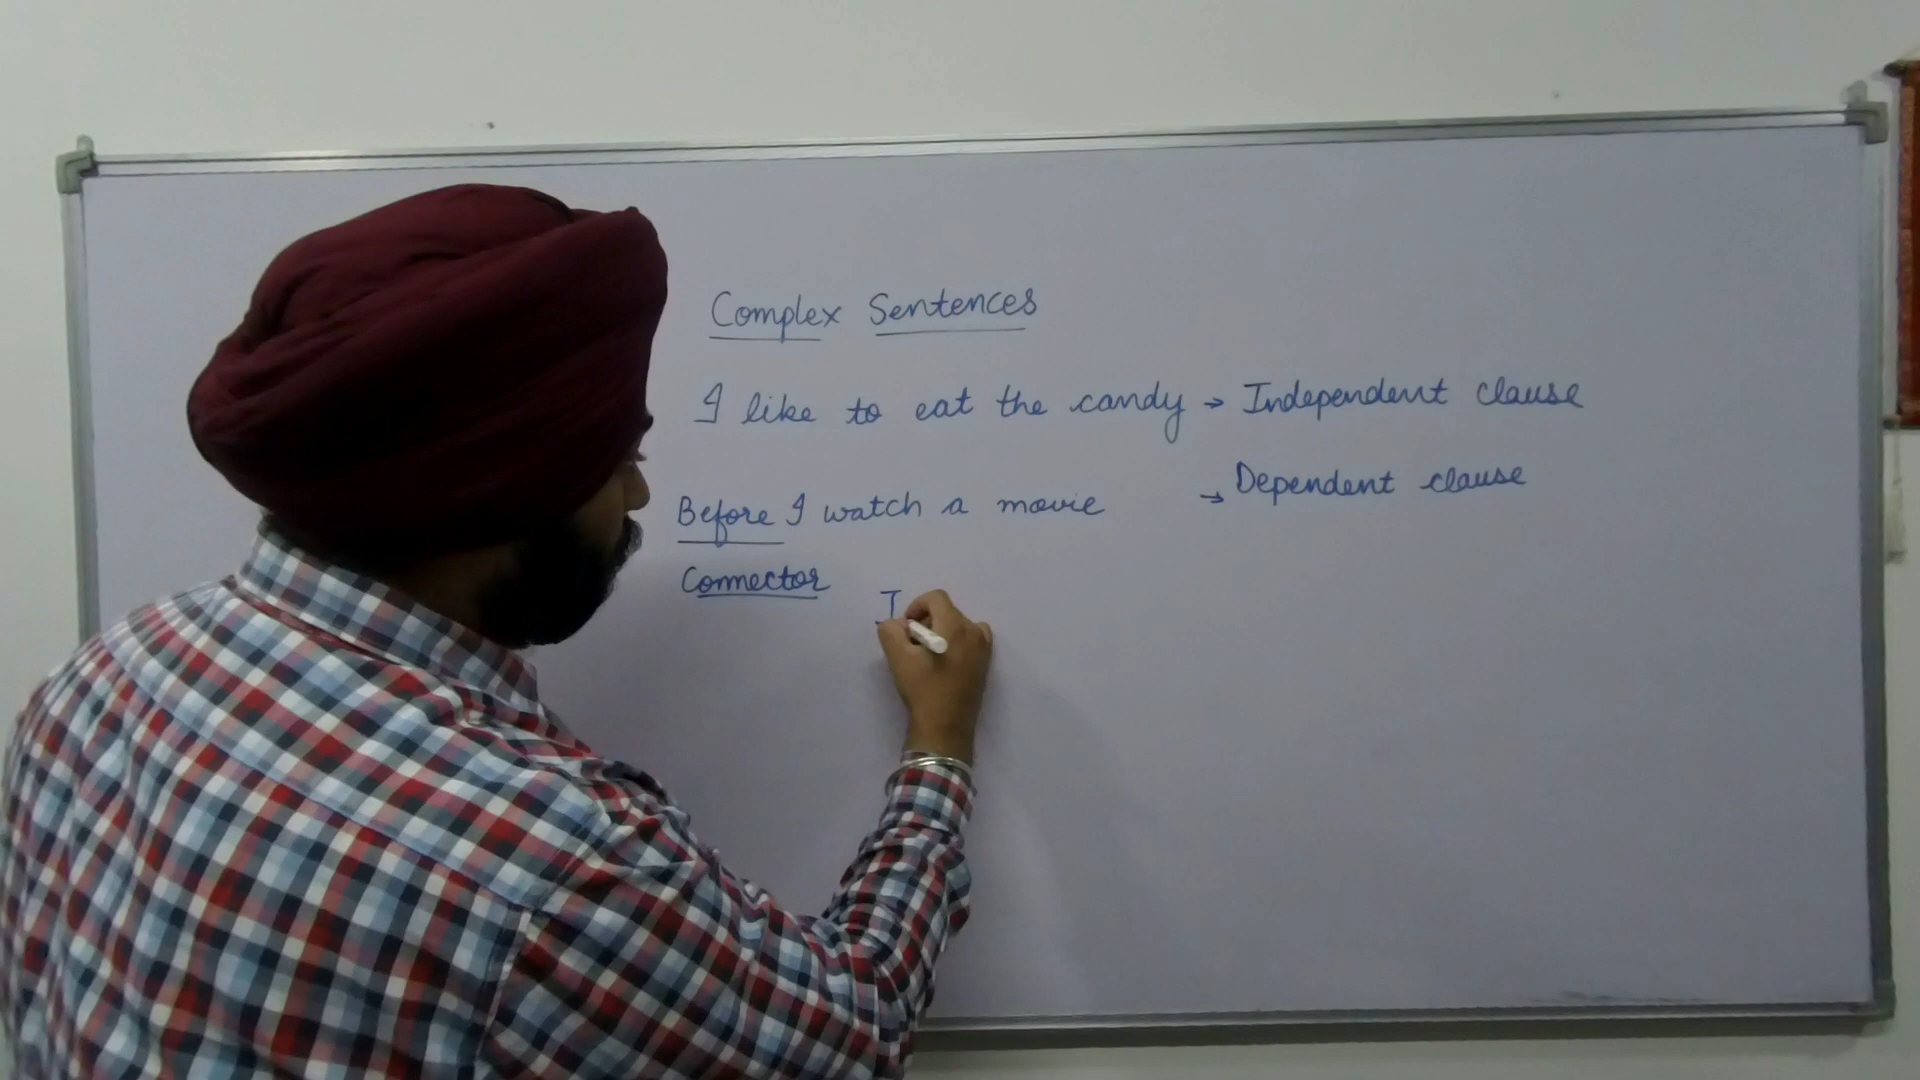 Complex Sentences
I like to eat the candy → Independent clause
Before I watch a movie → Dependent clause
Connector
I